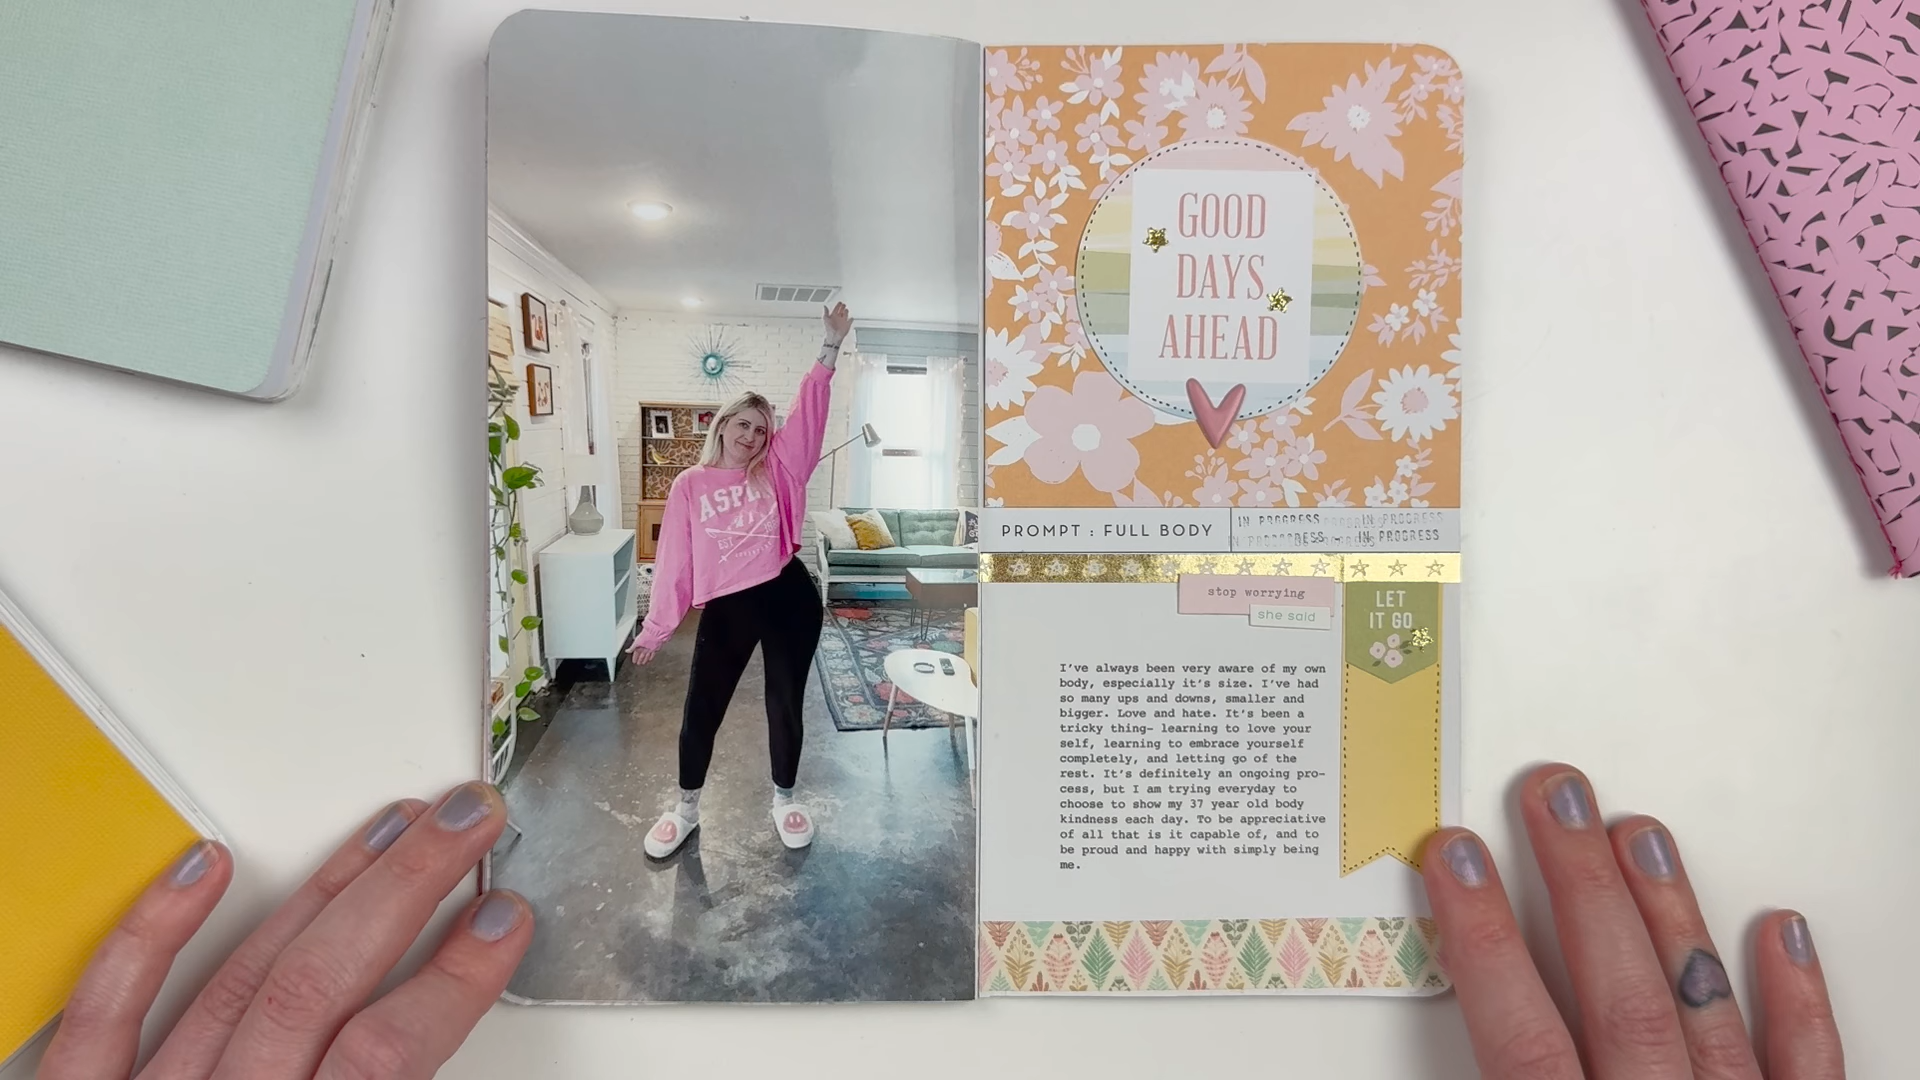 ASPEN
EST
GOOD
DAYS
AHEAD
PROMPT : FULL BODY
IN PROGRESS IN PROGRESS
IN PROGRESS IN PROGRESS
stop worrying
she said
LET
IT GO
I've always been very aware of my own
body, especially it's size. I've had
so many ups and downs, smaller and
bigger. Love and hate. It's been a
tricky thing- learning to love your
self, learning to embrace yourself
completely, and letting go of the
rest. It's definitely an ongoing pro-
cess, but I am trying everyday to
choose to show my 37 year old body
kindness each day. To be appreciative
of all that is it capable of, and to
be proud and happy with simply being
me.